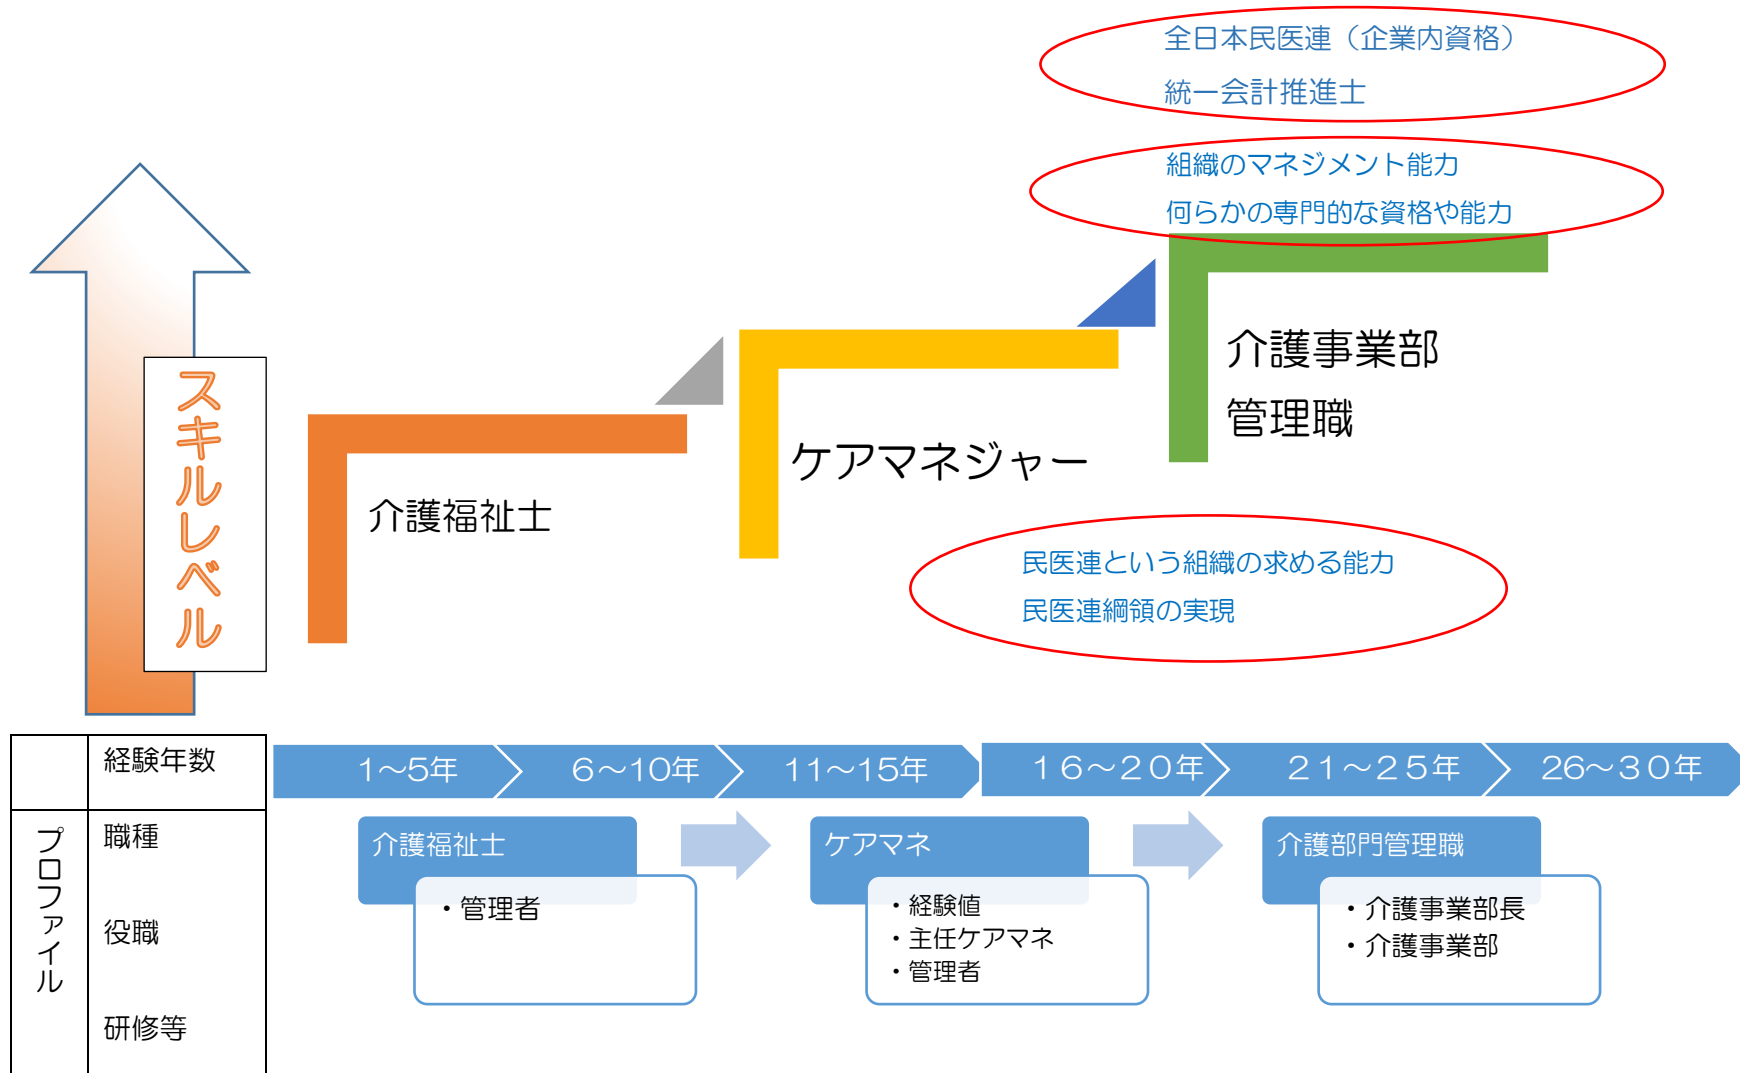 全日本民医連（企業内資格）
統一会計推進士
組織のマネジメント能力
何らかの専門的な資格や能力
介護事業部
管理職
ケアマネジャー
介護福祉士
スキルレベル
民医連という組織の求める能力
民医連綱領の実現
経験年数
1～5年
6～10年
11～15年
１６～２０年
２１～２５年
26～３０年
プロファイル
職種
役職
研修等
介護福祉士
・管理者
ケアマネ
・経験値
・主任ケアマネ
・管理者
介護部門管理職
・介護事業部長
・介護事業部